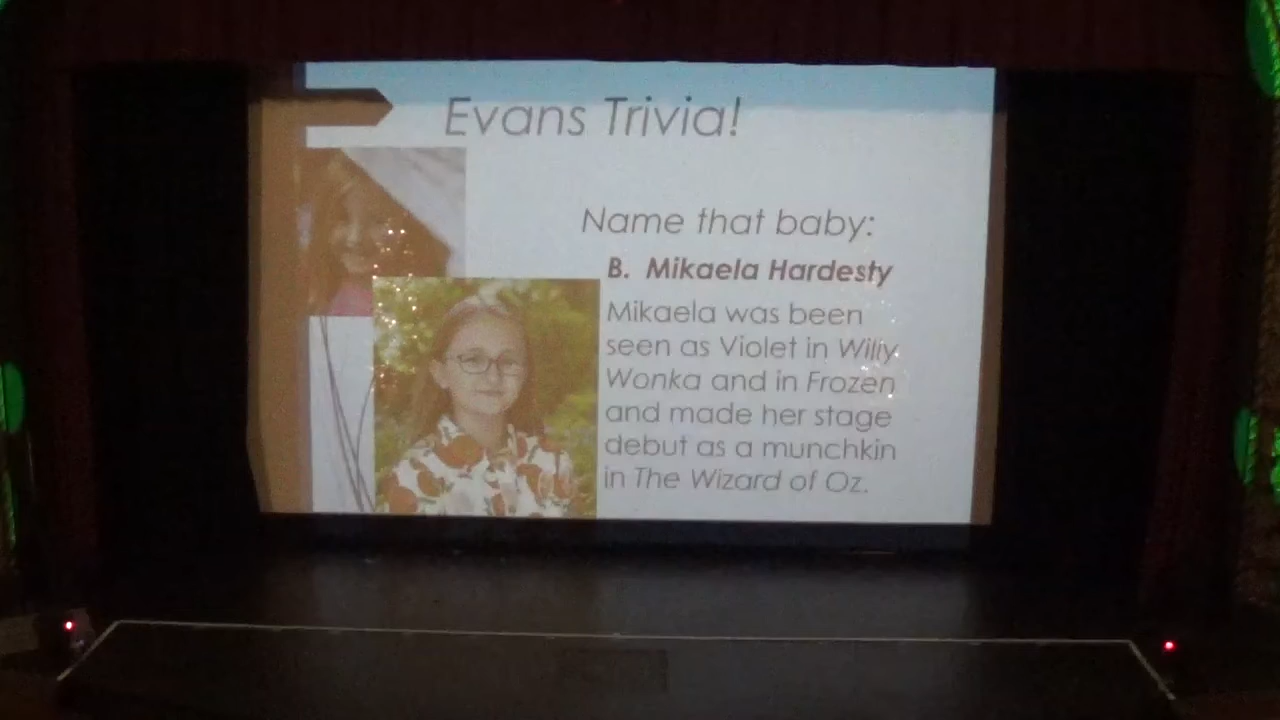 Evans Trivia!
Name that baby:
B. Mikaela Hardesty
Mikaela was been
seen as Violet in Willy
Wonka and in Frozen
and made her stage
debut as a munchkin
in The Wizard of Oz.